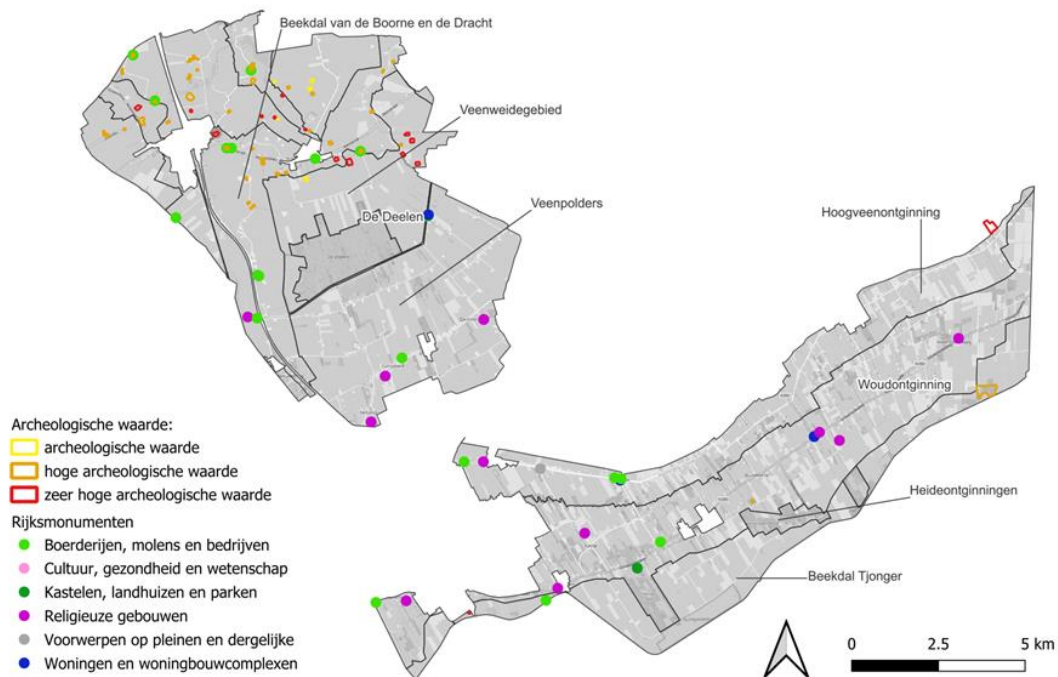 Beekdal van de Boorne en de Dracht
Veenweidegebied
Veenpolders
De Deelen
Hoogveenontginning
Woudontginning
Heideontginningen
Beekdal Tjonger
Archeologische waarde:
archeologische waarde
hoge archeologische waarde
zeer hoge archeologische waarde
Rijksmonumenten
Boerderijen, molens en bedrijven
Cultuur, gezondheid en wetenschap
Kastelen, landhuizen en parken
Religieuze gebouwen
Voorwerpen op pleinen en dergelijke
Woningen en woningbouwcomplexen
0 2.5 5 km